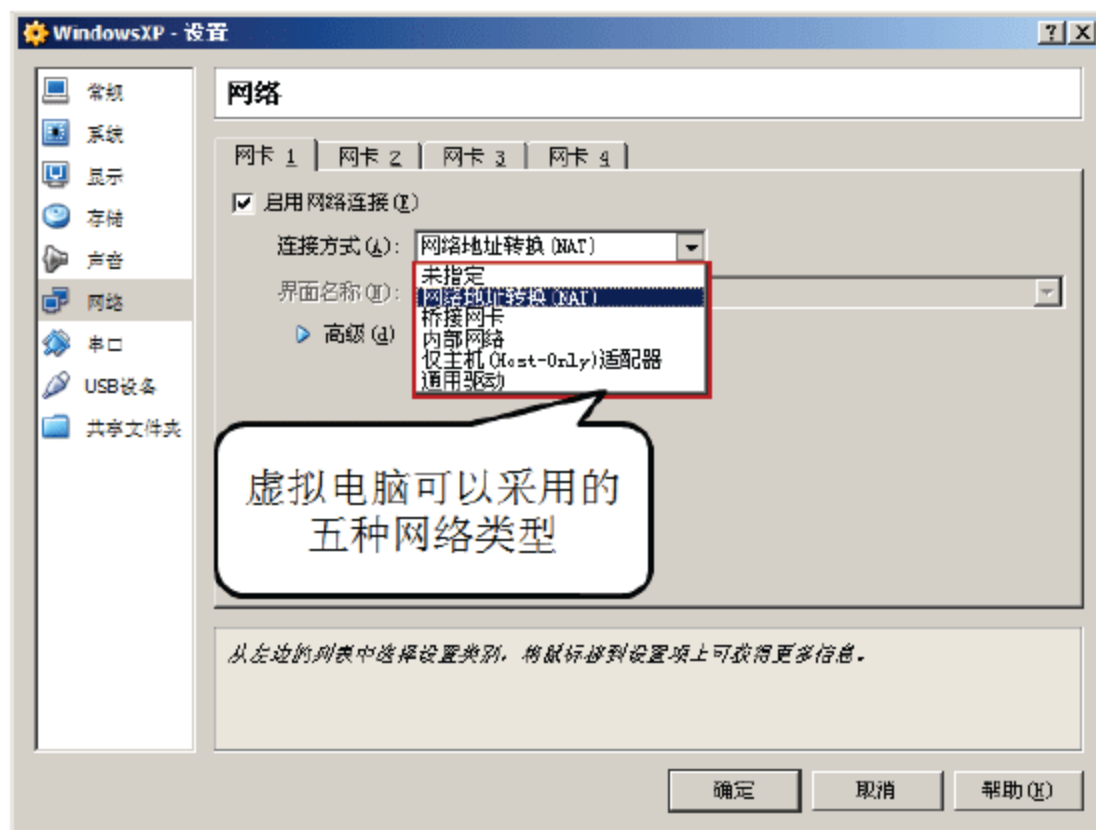 WindowsXP - 设置
常规
系统
显示
存储
声音
网络
串口
USB设备
共享文件夹
网络
网卡 1
网卡 2
网卡 3
网卡 4
启用网络连接(E)
连接方式(A):
网络地址转换(NAT)
未指定
网络地址转换(NAT)
桥接网卡
内部网络
仅主机(Host-Only)适配器
通用驱动
界面名称(N):
高级(d)
虚拟电脑可以采用的
五种网络类型
从左边的列表中选择设置类别，将鼠标移到设置项上可获得更多信息。
确定
取消
帮助(H)